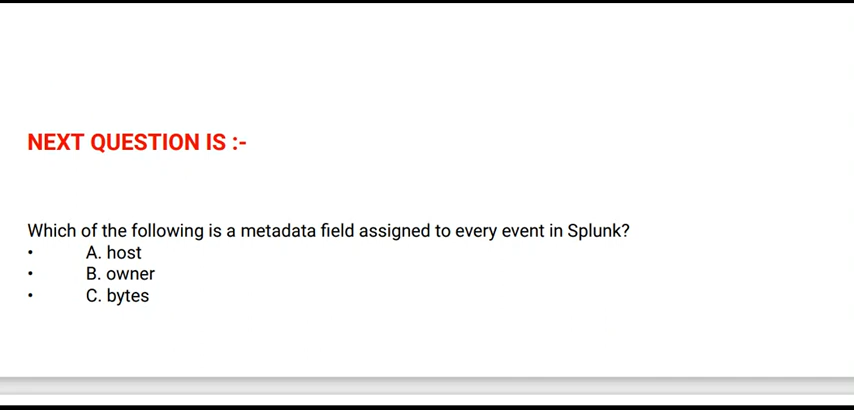 NEXT QUESTION IS :-
Which of the following is a metadata field assigned to every event in Splunk?
• A. host
• B. owner
• C. bytes